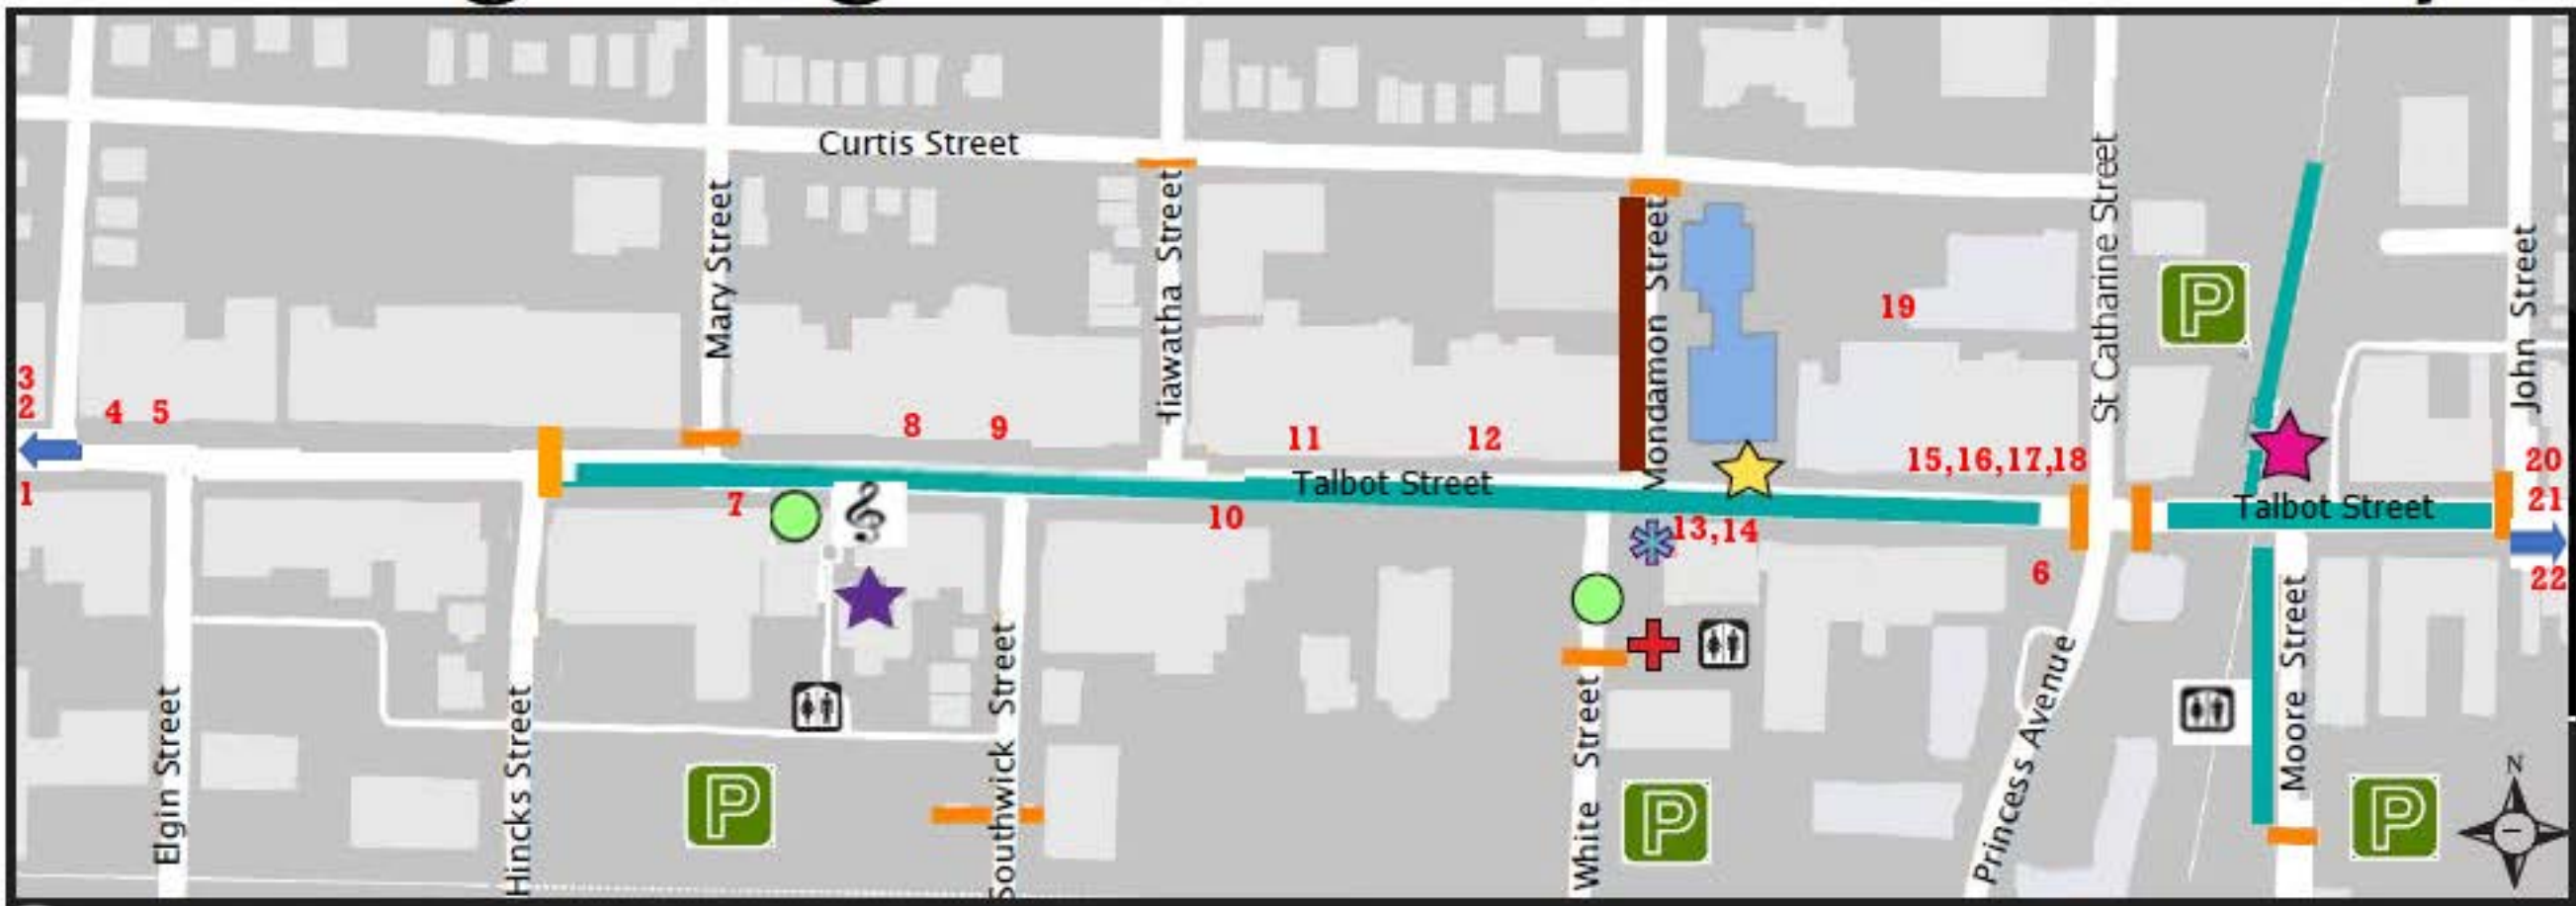 Curtis Street
Mary Street
Hiawatha Street
Mondamon Street
St Catharine Street
John Street
3
2
4 5
8
9
11
12
19
15,16,17,18
20
1
7
10
Talbot Street
13,14
6
Talbot Street
21
22
P
P
P
P
Elgin Street
Hincks Street
Southwick Street
White Street
Princess Avenue
Moore Street
N